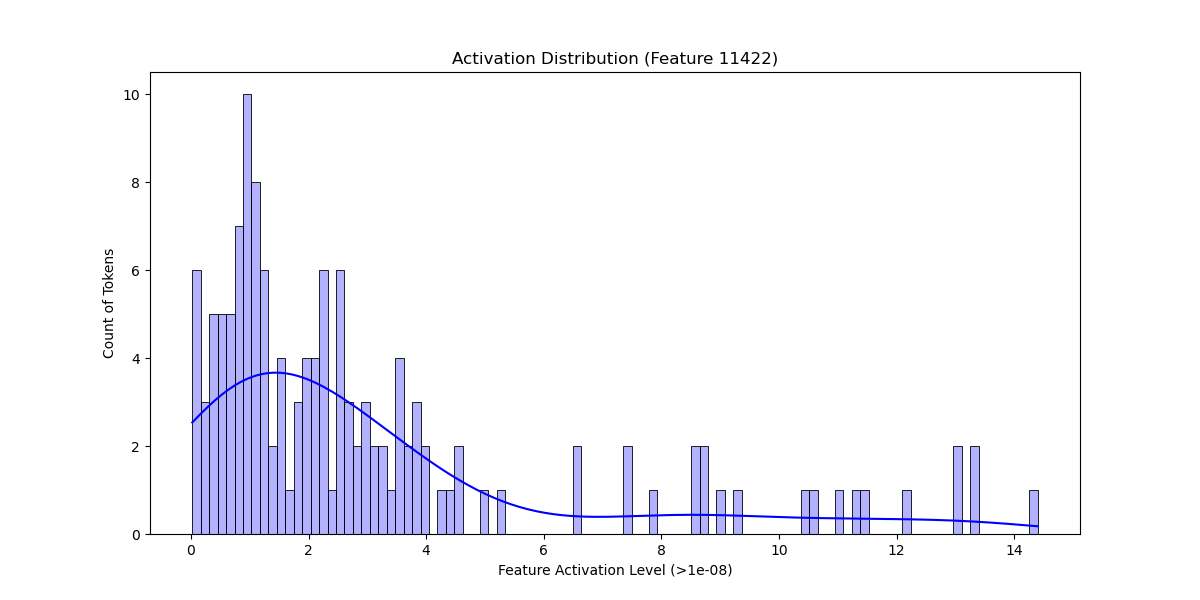 Activation Distribution (Feature 11422)
Count of Tokens
10
8
6
4
2
0
0 2 4 6 8 10 12 14
Feature Activation Level (>1e-08)